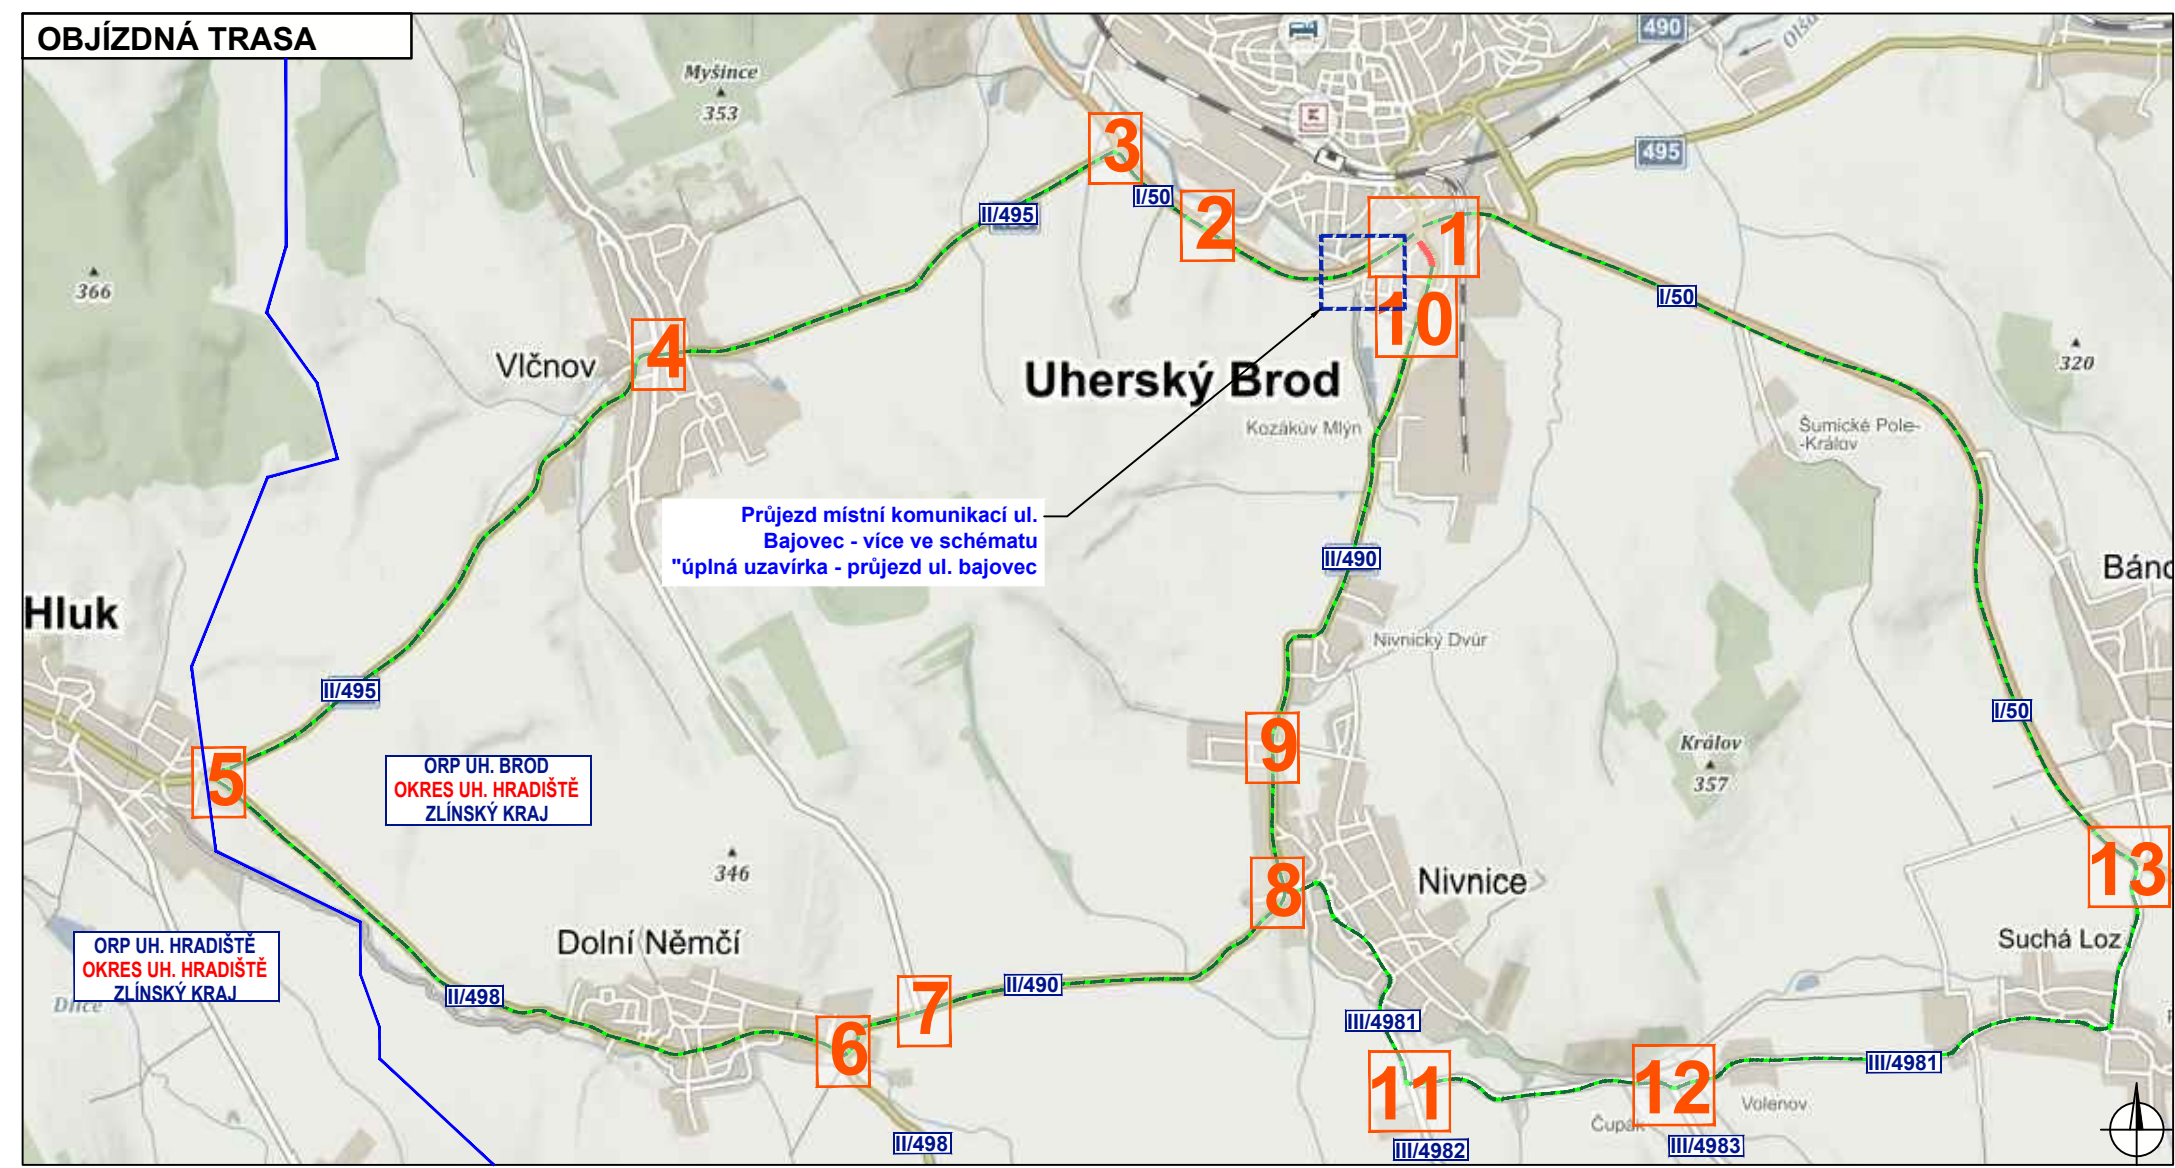 OBJÍZDNÁ TRASA
490
Myšince
353
3
495
I/50
2
II/495
1
366
10
I/50
4
Vlčnov
320
Uherský Brod
Kozákův Mlýn
Šumické Pole-
-Králov
Průjezd místní komunikací ul.
Bajovec - více ve schématu
"úplná uzavírka - průjezd ul. bajovec
II/490
Báno
Hluk
Nivnický Dvůr
II/495
I/50
9
Králov
357
5
ORP UH. BROD
OKRES UH. HRADIŠTĚ
ZLÍNSKÝ KRAJ
346
13
8
Nivnice
Dolní Němčí
Suchá Loz
ORP UH. HRADIŠTĚ
OKRES UH. HRADIŠTĚ
ZLÍNSKÝ KRAJ
II/498
II/490
7
III/4981
6
III/4981
11
12
Volenov
Čupák
II/498
III/4982
III/4983